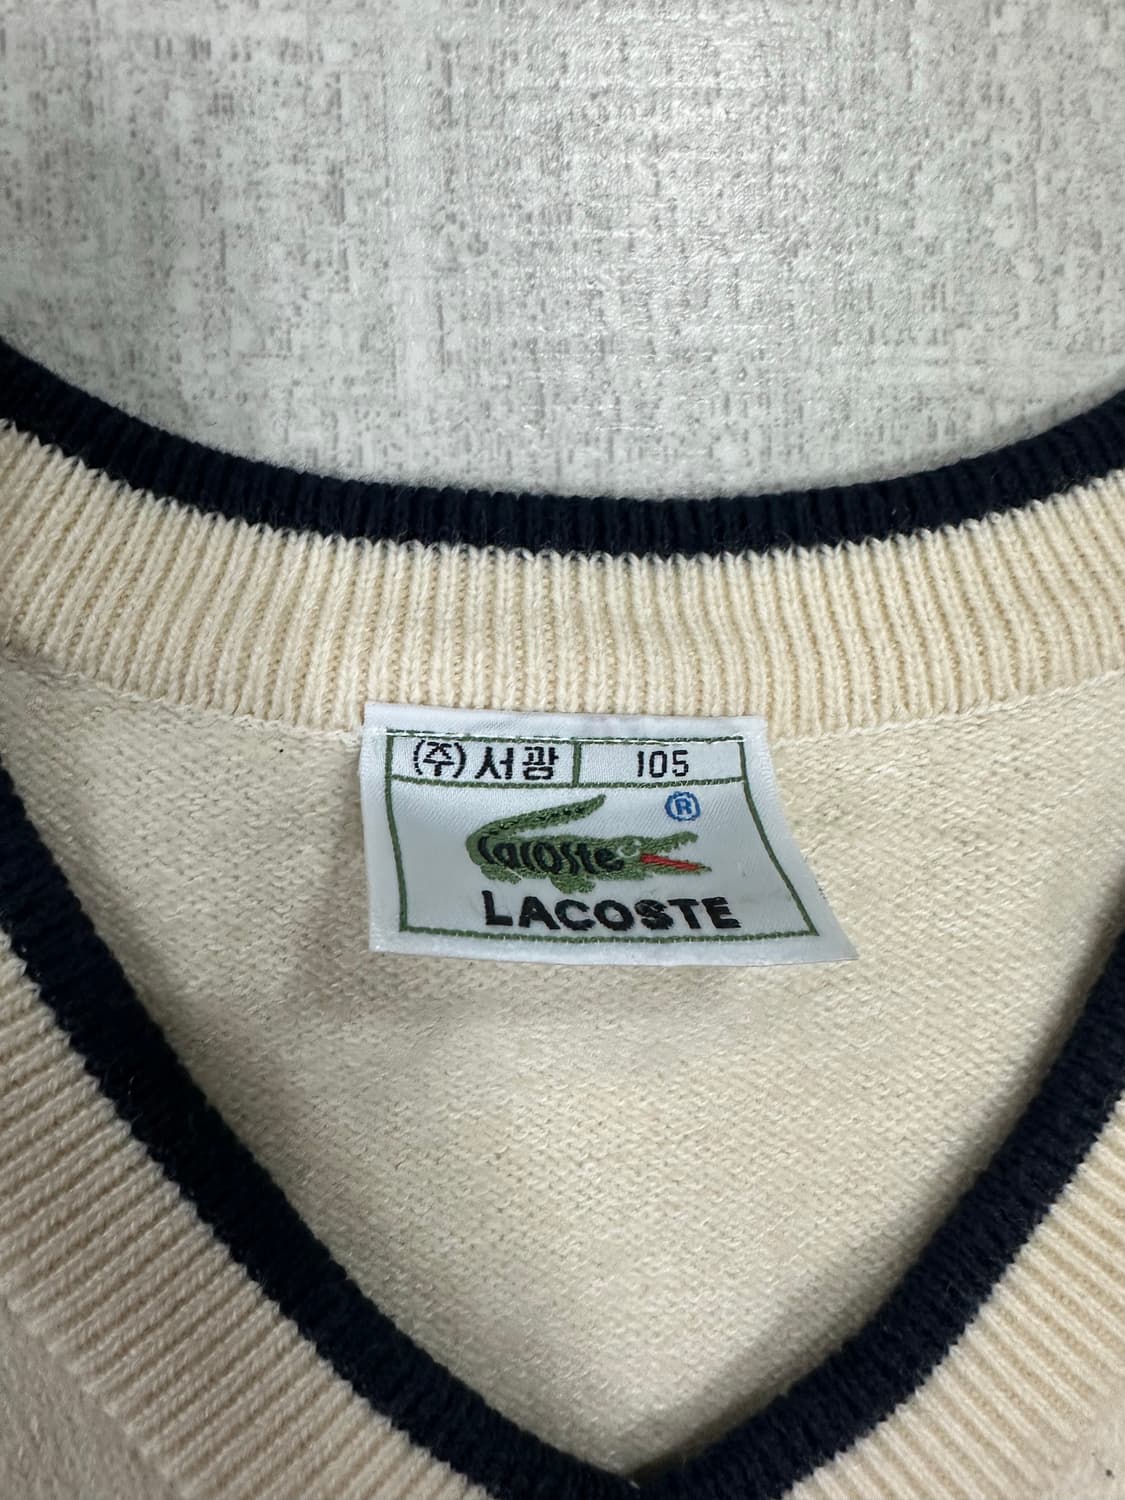 (주)서광 105
®
Lacoste
LACOSTE